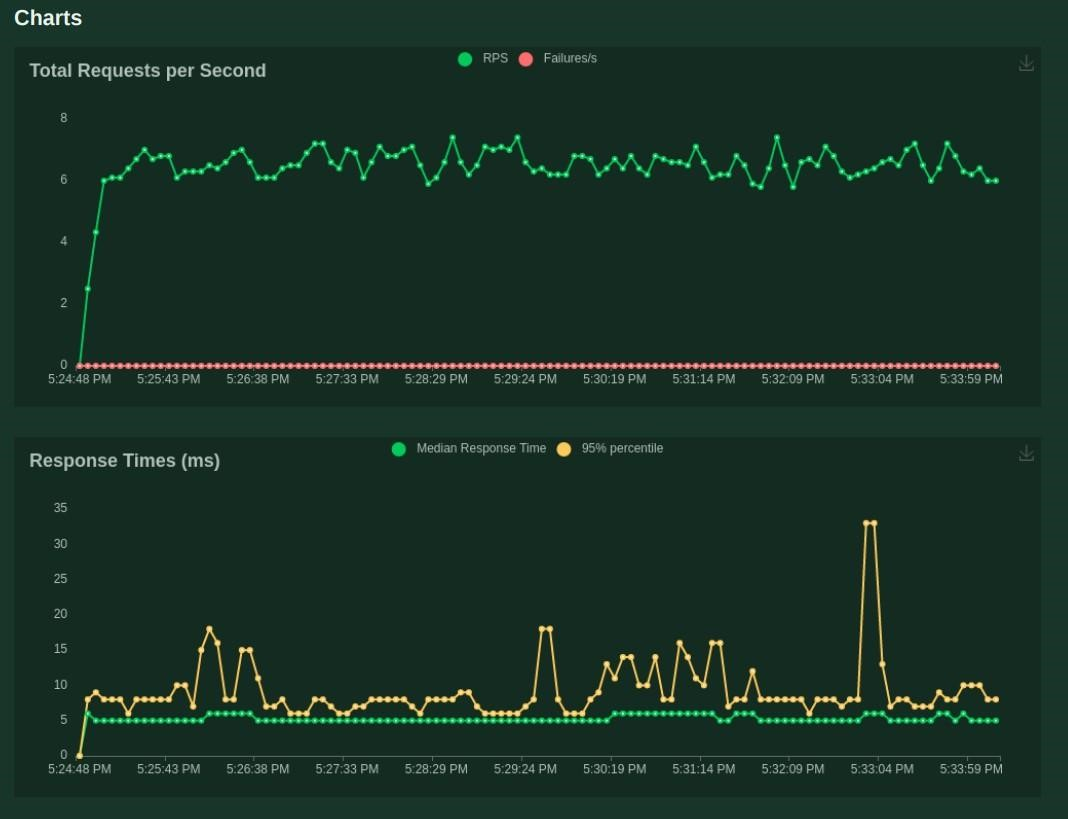 Charts
Total Requests per Second
RPS Failures/s
8
6
4
2
0
5:24:48 PM 5:25:43 PM 5:26:38 PM 5:27:33 PM 5:28:29 PM 5:29:24 PM 5:30:19 PM 5:31:14 PM 5:32:09 PM 5:33:04 PM 5:33:59 PM
Response Times (ms)
Median Response Time 95% percentile
35
30
25
20
15
10
5
0
5:24:48 PM 5:25:43 PM 5:26:38 PM 5:27:33 PM 5:28:29 PM 5:29:24 PM 5:30:19 PM 5:31:14 PM 5:32:09 PM 5:33:04 PM 5:33:59 PM